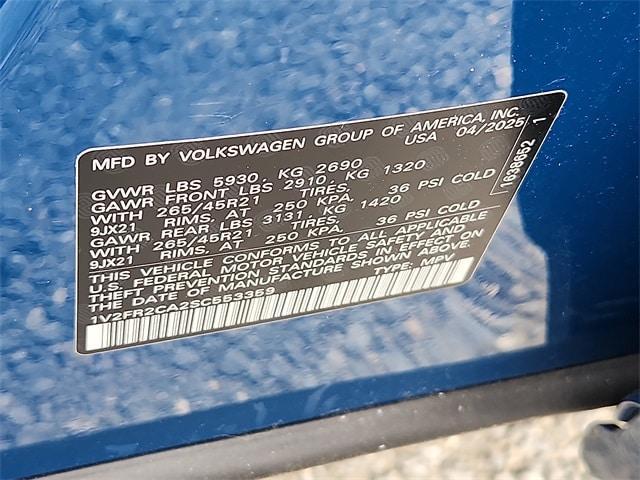 MFD BY VOLKSWAGEN GROUP OF AMERICA, INC.
USA 04/2025 1
GVWR LBS 5930, KG 2690
GAWR FRONT LBS 2910, KG 1320
WITH 265/45R21 TIRES.
9JX21 RIMS, AT 250 KPA. 36 PSI COLD
GAWR REAR LBS 3131 KG 1420
WITH 265/45R21 TIRES.
9JX21 RIMS, AT 250 KPA. 36 PSI COLD
THIS VEHICLE CONFORMS TO ALL APPLICABLE
U.S. FEDERAL MOTOR VEHICLE SAFETY AND
THEFT PREVENTION STANDARDS IN EFFECT ON
THE DATE OF MANUFACTURE SHOWN ABOVE.
1V2FR2CA2SC553358 TYPE: MPV
1638662